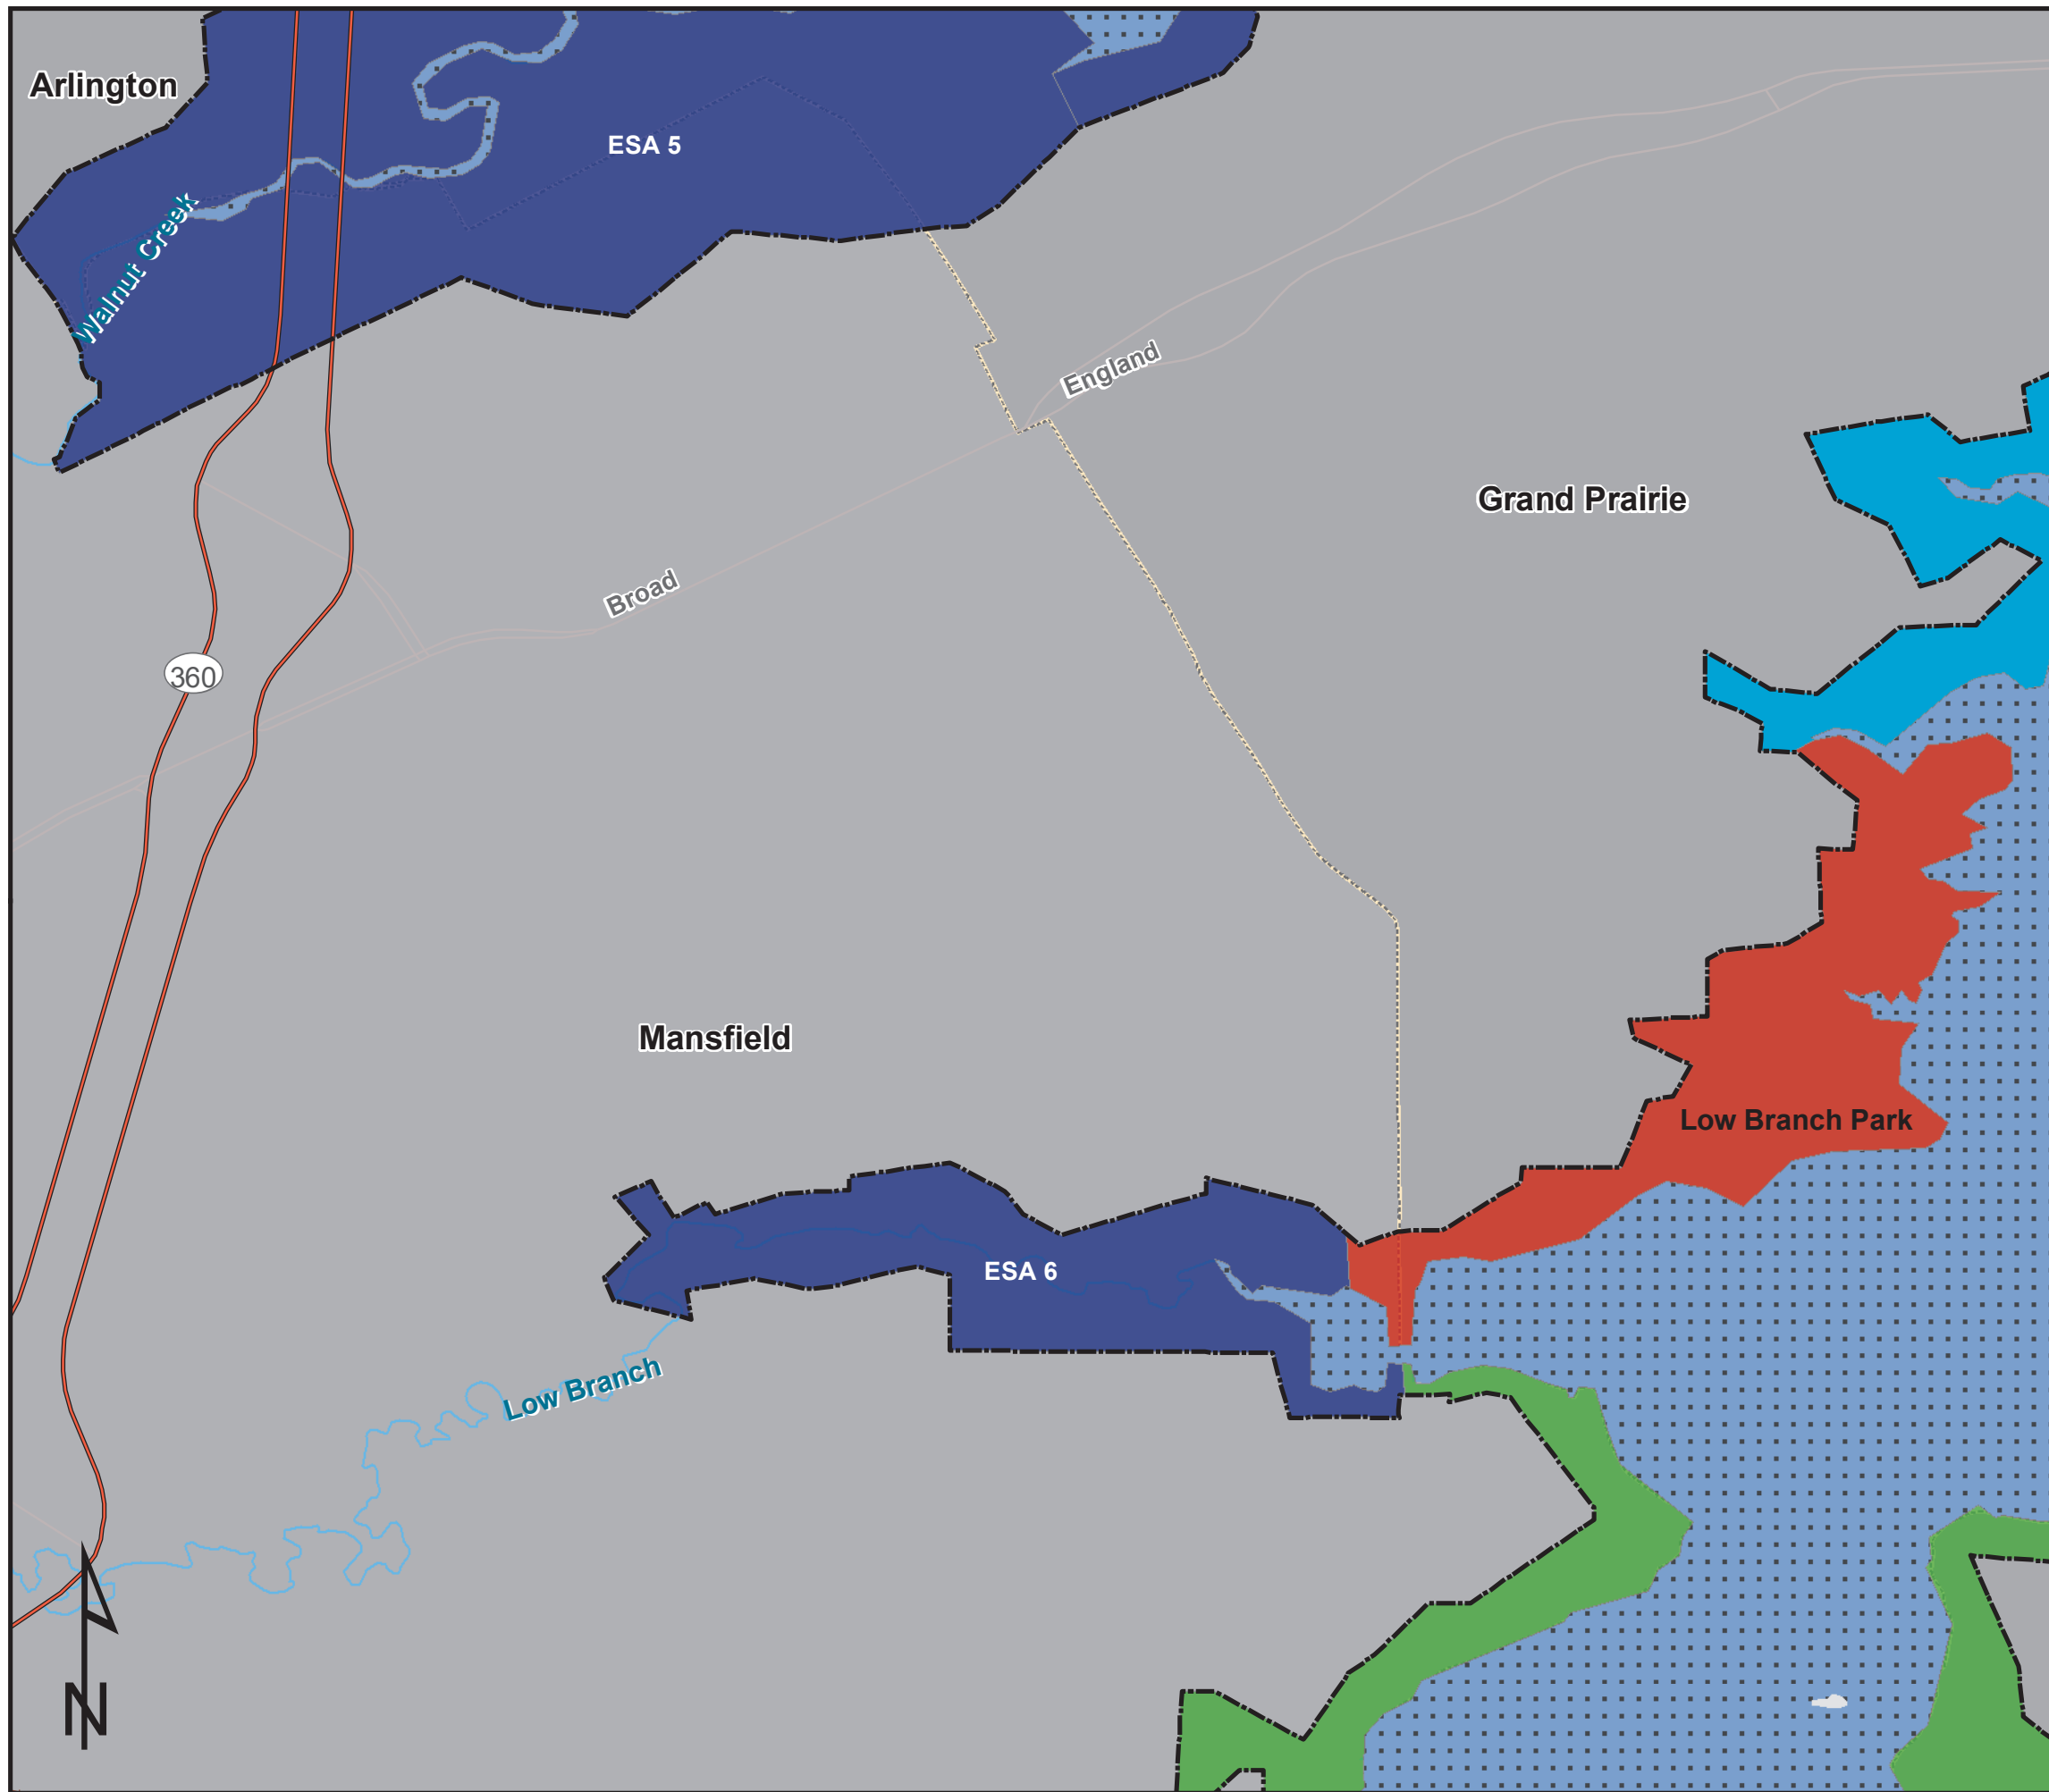 Arlington
ESA 5
Walnut Creek
England
Grand Prairie
Broad
360
Mansfield
Low Branch Park
ESA 6
Low Branch
N